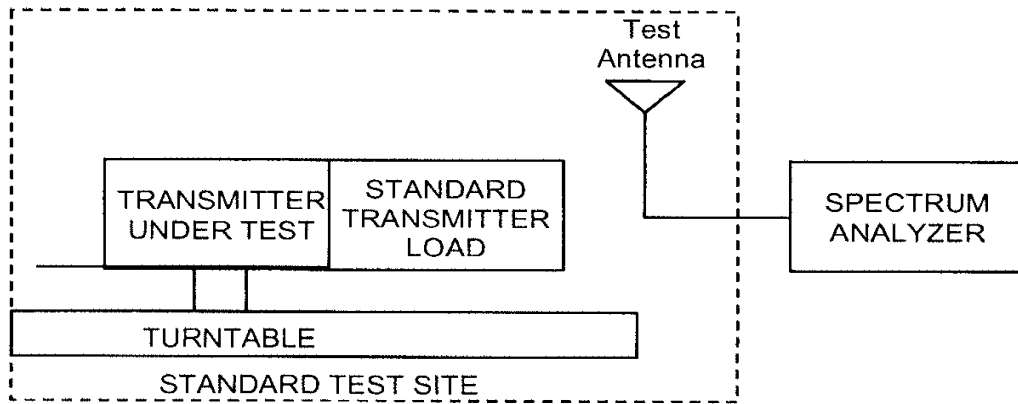 Test
Antenna
TRANSMITTER
UNDER TEST
STANDARD
TRANSMITTER
LOAD
SPECTRUM
ANALYZER
TURNTABLE
STANDARD TEST SITE